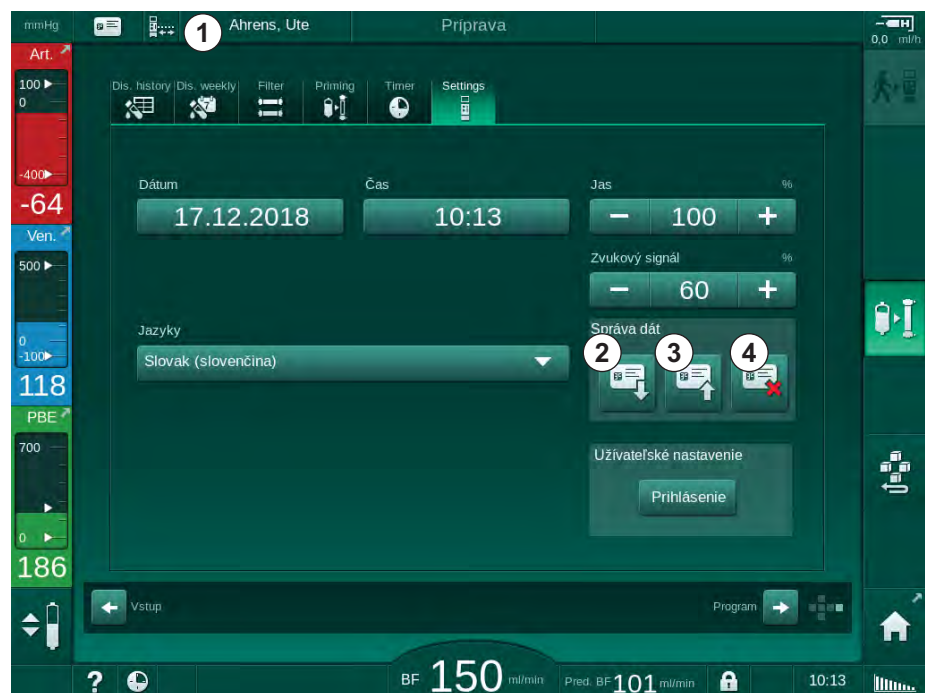 mmHg
1
Ahrens, Ute
Príprava
0,0 ml/h
Art.
100
0
-400
-64
Ven.
500
0
-100
118
PBE
700
0
186
Dis. history Dis. weekly Filter Priming Timer Settings
Dátum
17.12.2018
Čas
10:13
Jas %
− 100 +
Zvukový signál %
− 60 +
Jazyky
Slovak (slovenčina)
Správa dát
2 3 4
Užívateľské nastavenie
Prihlásenie
Vstup
Program
? BF 150 ml/min Pred. BF 101 ml/min 10:13